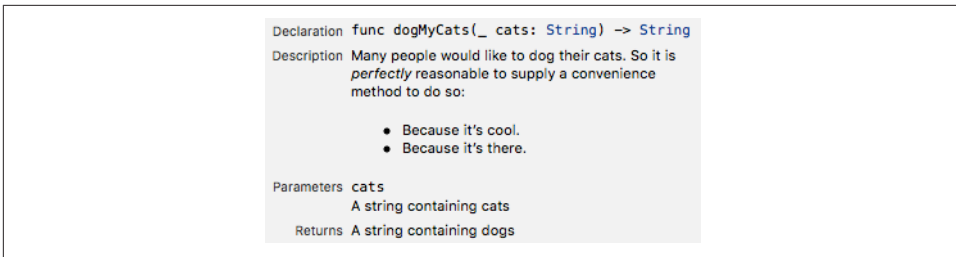 Declaration func dogMyCats(_ cats: String) -> String
Description Many people would like to dog their cats. So it is
perfectly reasonable to supply a convenience
method to do so:
• Because it's cool.
• Because it's there.
Parameters cats
A string containing cats
Returns A string containing dogs